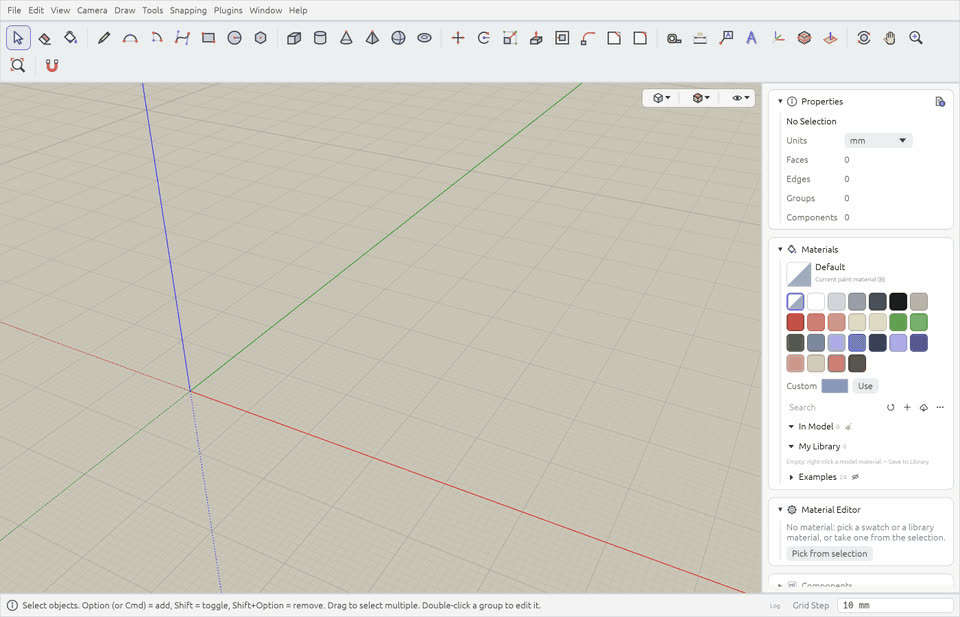 File Edit View Camera Draw Tools Snapping Plugins Window Help
Properties
No Selection
Units mm
Faces 0
Edges 0
Groups 0
Components 0
Materials
Default
Current paint material (B)
Custom Use
Search
In Model 0
My Library 0
Empty: right-click a model material → Save to Library
Examples 24
Material Editor
No material: pick a swatch or a library
material, or take one from the selection.
Pick from selection
Components
Select objects. Option (or Cmd) = add, Shift = toggle, Shift+Option = remove. Drag to select multiple. Double-click a group to edit it.
Log Grid Step 10 mm